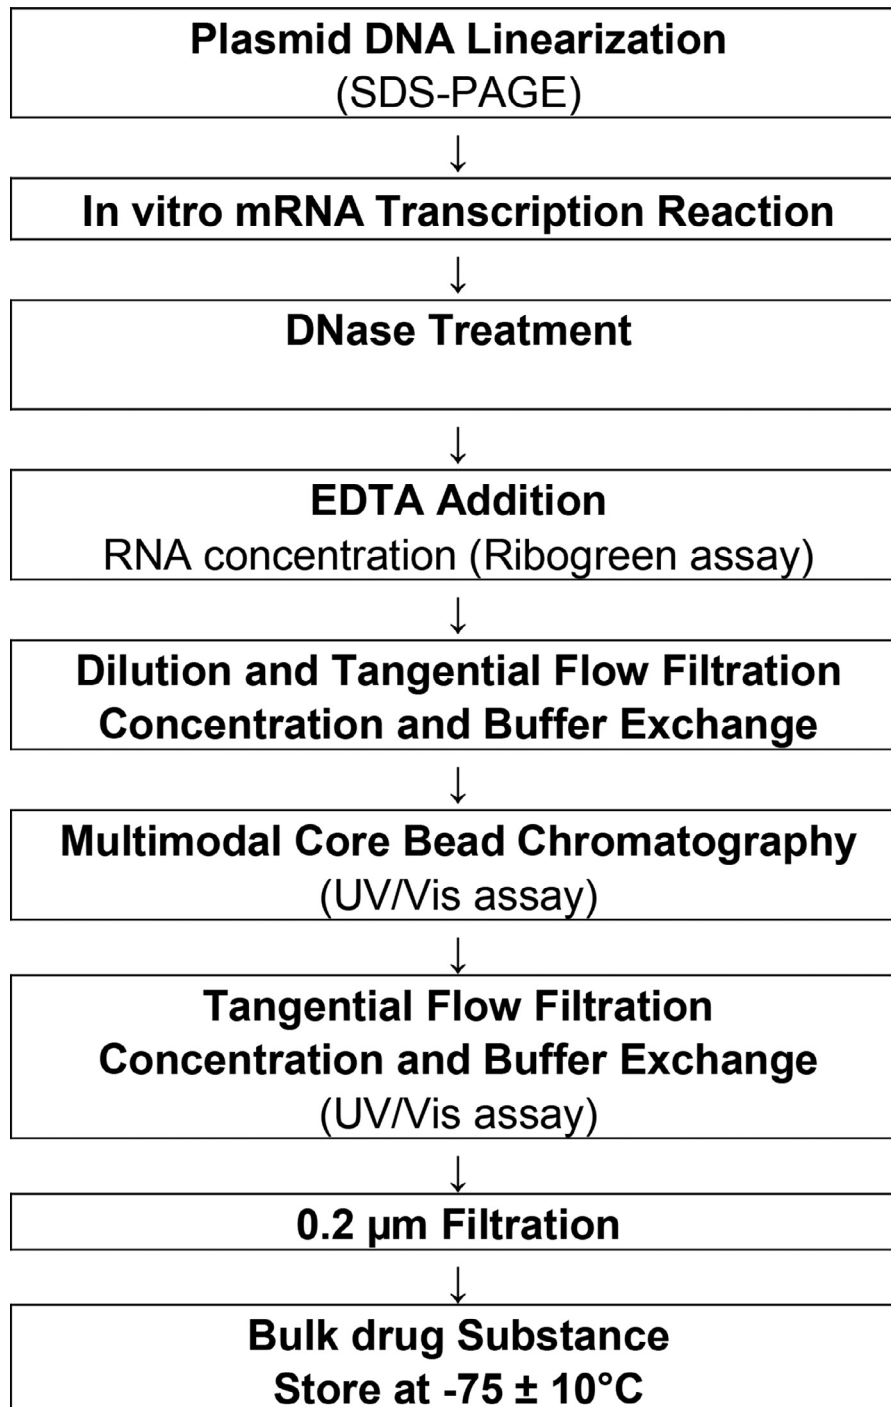 Plasmid DNA Linearization
(SDS-PAGE)
↓
In vitro mRNA Transcription Reaction
↓
DNase Treatment
↓
EDTA Addition
RNA concentration (Ribogreen assay)
↓
Dilution and Tangential Flow Filtration
Concentration and Buffer Exchange
↓
Multimodal Core Bead Chromatography
(UV/Vis assay)
↓
Tangential Flow Filtration
Concentration and Buffer Exchange
(UV/Vis assay)
↓
0.2 µm Filtration
↓
Bulk drug Substance
Store at -75 ± 10°C